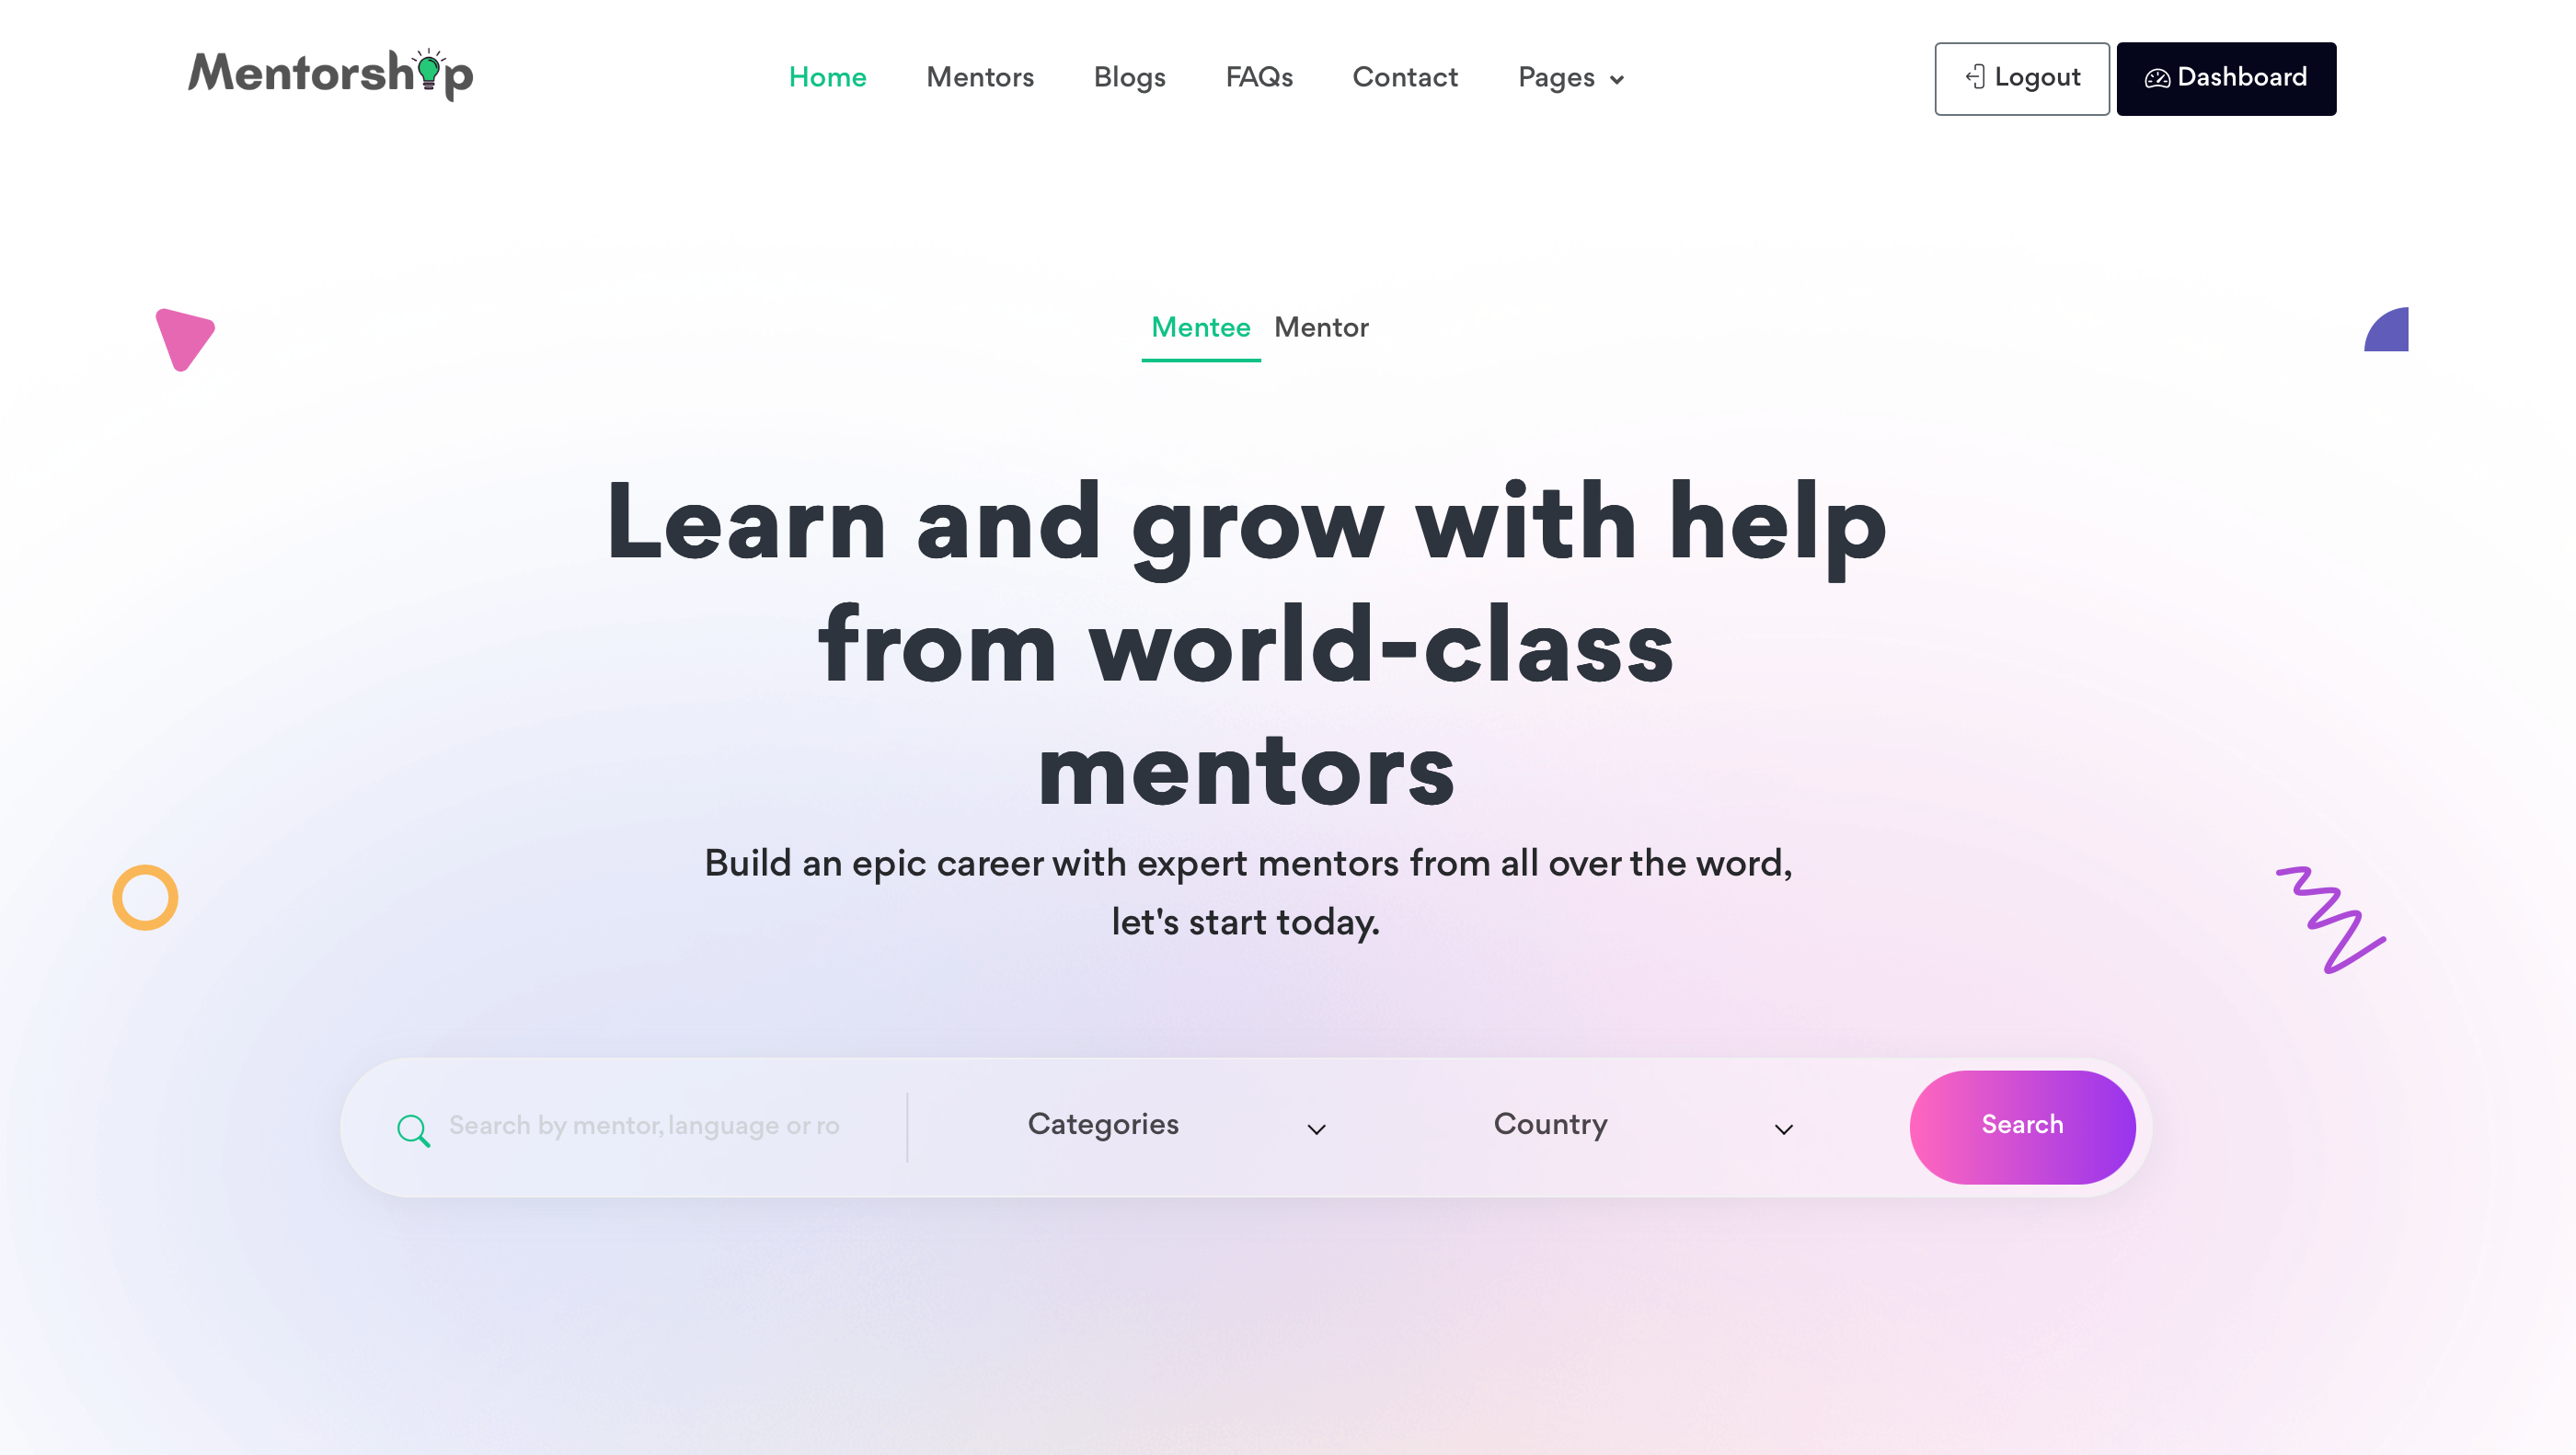 Mentorship
Home Mentors Blogs FAQs Contact Pages
Logout Dashboard
Mentee Mentor
Learn and grow with help
from world-class
mentors
Build an epic career with expert mentors from all over the word,
let's start today.
Search by mentor, language or ro
Categories
Country
Search